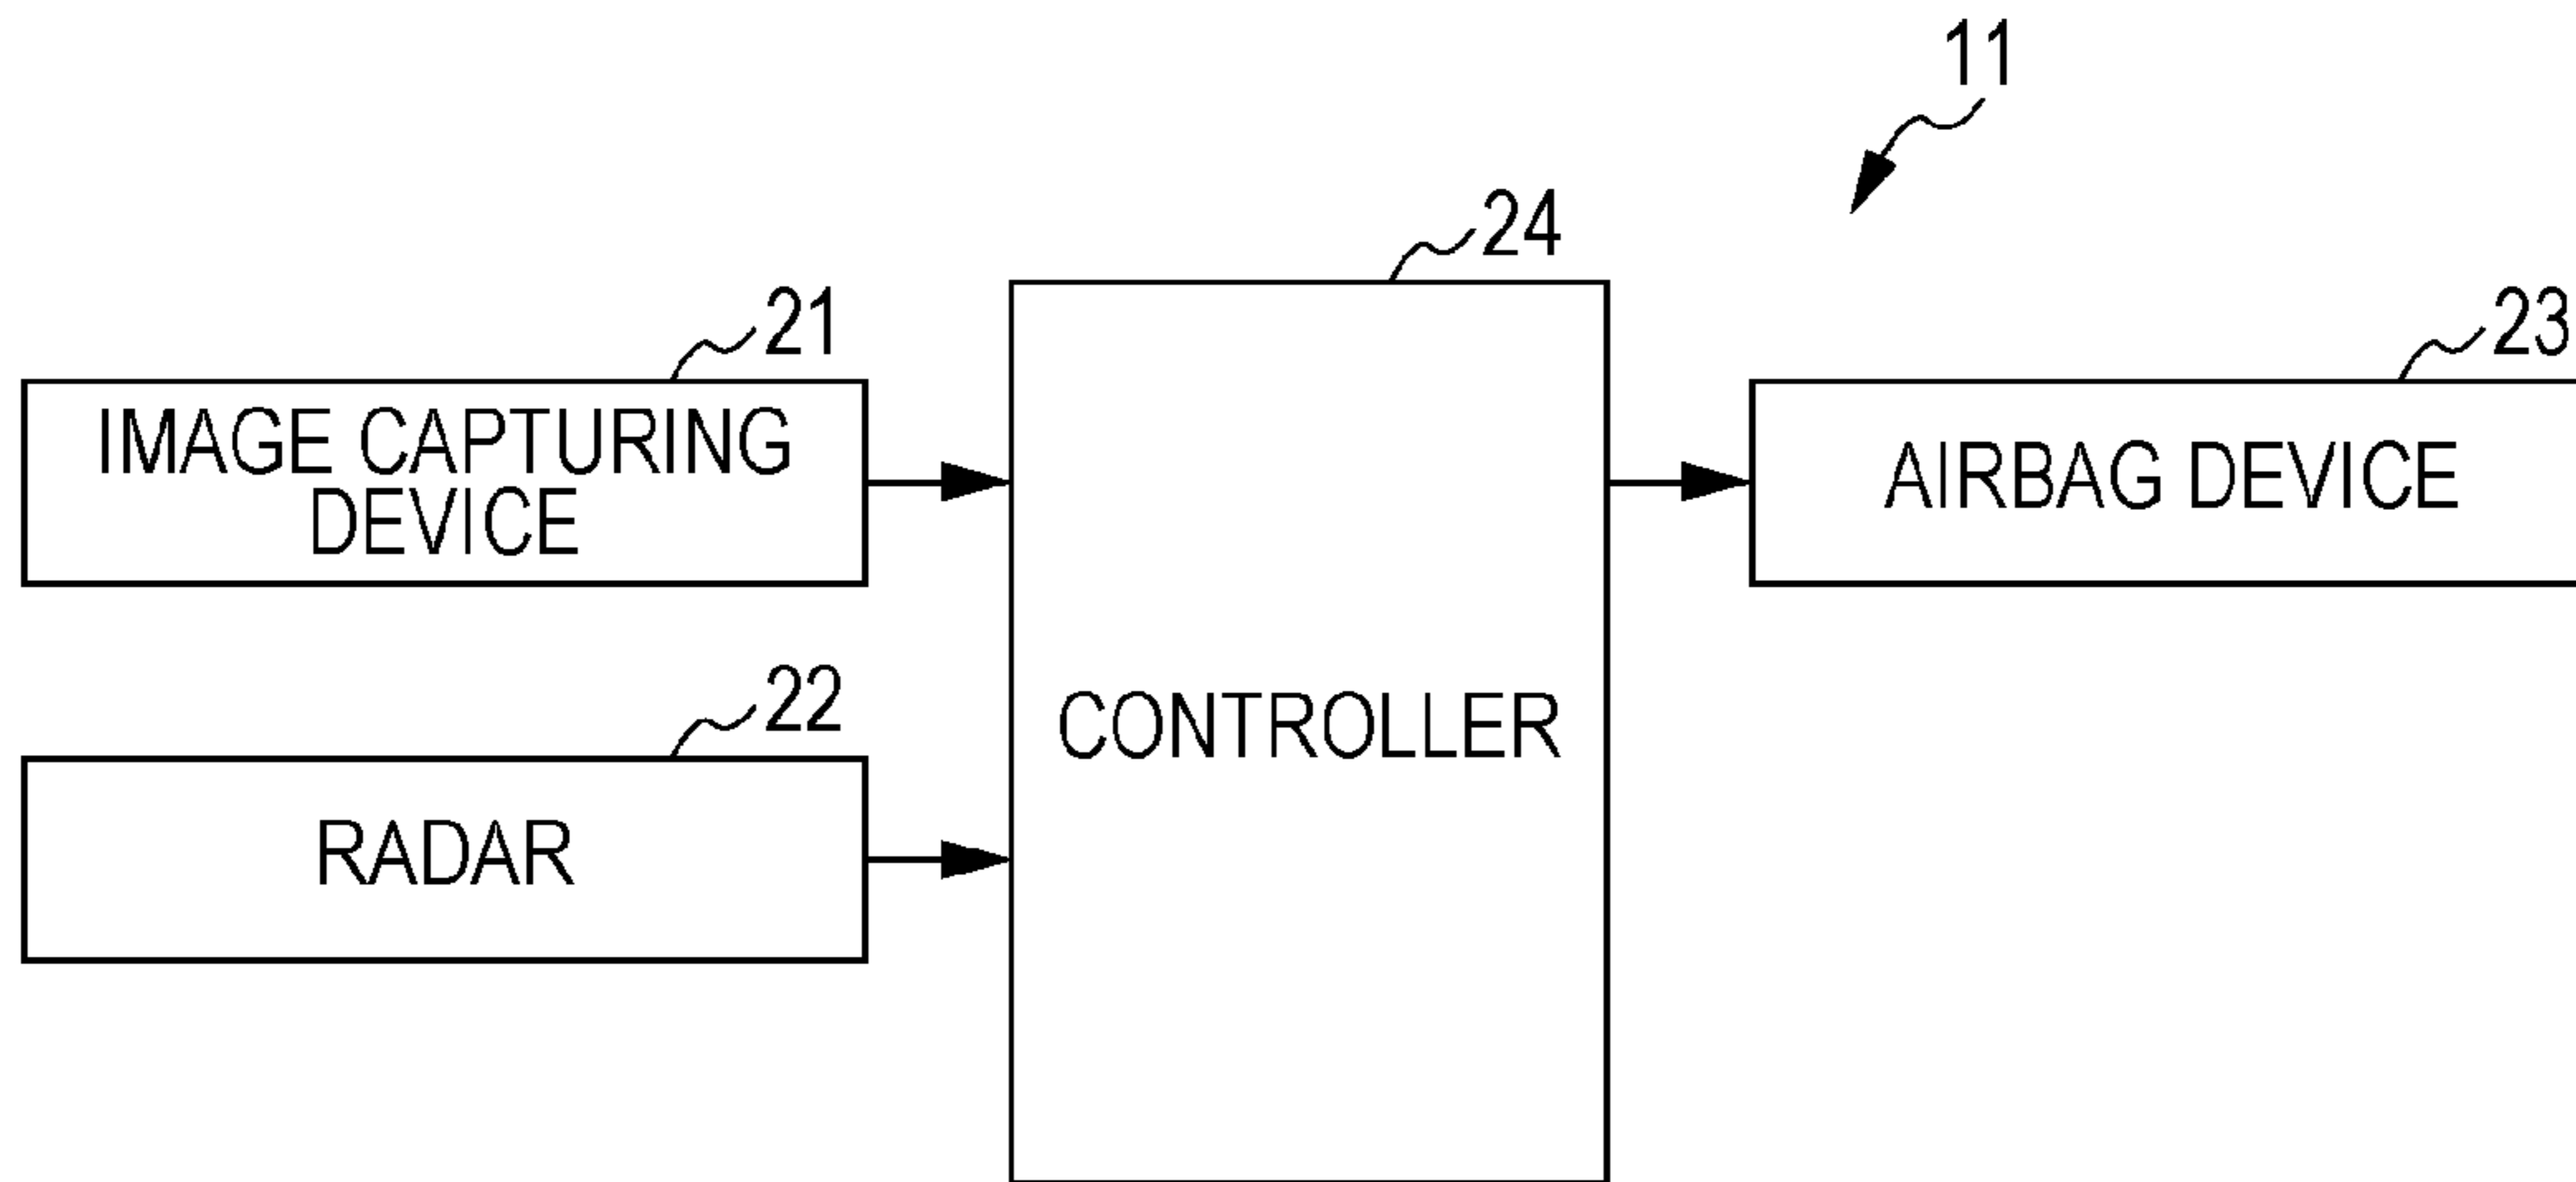 11
24
21
23
IMAGE CAPTURING
DEVICE
AIRBAG DEVICE
22
CONTROLLER
RADAR